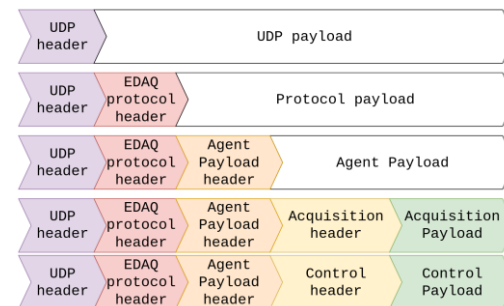 UDP header UDP payload
UDP header EDAQ protocol header Protocol payload
UDP header EDAQ protocol header Agent Payload header Agent Payload
UDP header EDAQ protocol header Agent Payload header Acquisition header Acquisition Payload
UDP header EDAQ protocol header Agent Payload header Control header Control Payload